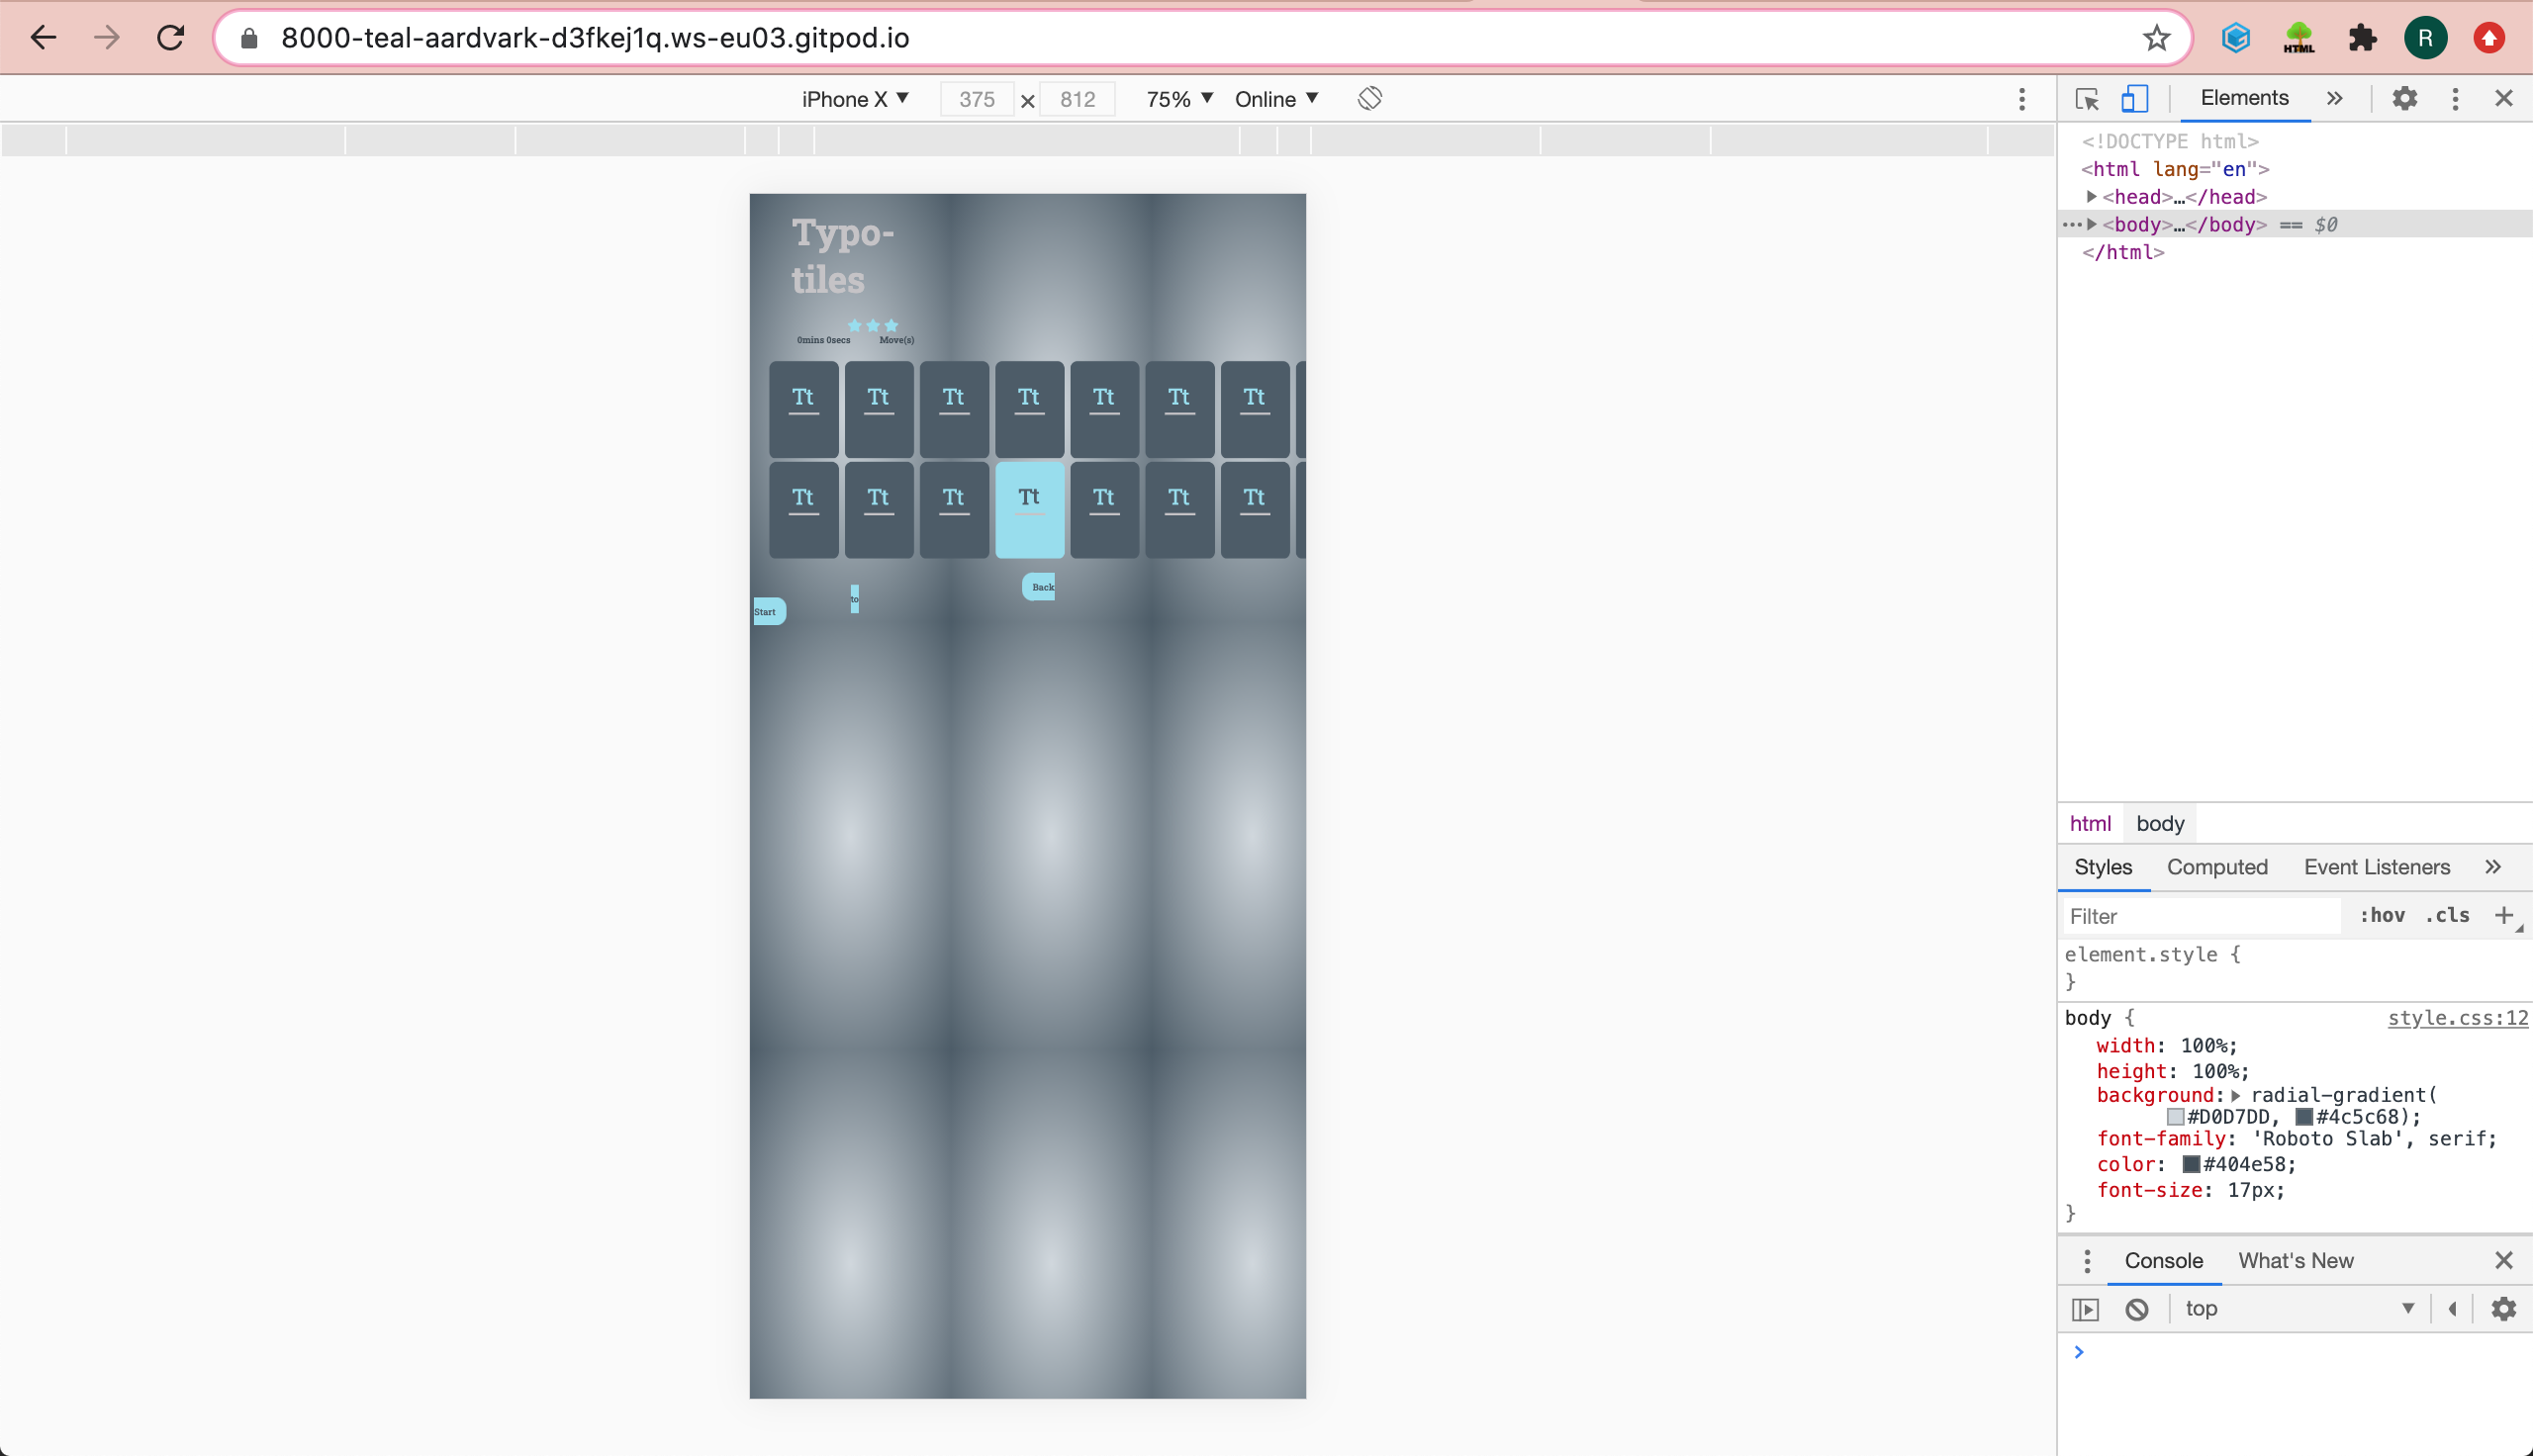 8000-teal-aardvark-d3fkej1q.ws-eu03.gitpod.io
HTML
R
iPhone X ▼ 375 × 812 75% ▼ Online ▼
Elements »
<!DOCTYPE html>
<html lang="en">
▶<head>…</head>
…▶<body>…</body> == $0
</html>
Typo-
tiles
0mins 0secs Move(s)
Tt Tt Tt Tt Tt Tt Tt
Tt Tt Tt Tt Tt Tt Tt
Back
to
Start
html body
Styles Computed Event Listeners »
Filter :hov .cls +
element.style {
}
body { style.css:12
width: 100%;
height: 100%;
background:▶ radial-gradient(
#D0D7DD, #4c5c68);
font-family: 'Roboto Slab', serif;
color: #404e58;
font-size: 17px;
}
Console What's New
top ▼
>